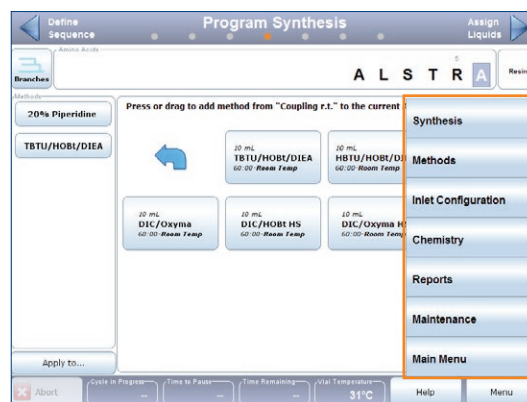 Define Sequence
Program Synthesis
Assign Liquids
Amino Acids
5
Branches
A L S T R A
Resin
Methods
20% Piperidine
TBTU/HOBt/DIEA
Press or drag to add method from "Coupling r.t." to the current
10 mL
TBTU/HOBt/DIEA
60:00-Room Temp
10 mL
HBTU/HOBt/DI
60:00-Room Temp
10 mL
DIC/Oxyma
60:00-Room Temp
10 mL
DIC/HOBt HS
60:00-Room Temp
10 mL
DIC/Oxyma H
60:00-Room Temp
Synthesis
Methods
Inlet Configuration
Chemistry
Reports
Maintenance
Main Menu
Apply to...
Abort
Cycle in Progress
--
Time to Pause
--
Time Remaining
--
Vial Temperature
31°C
Help
Menu